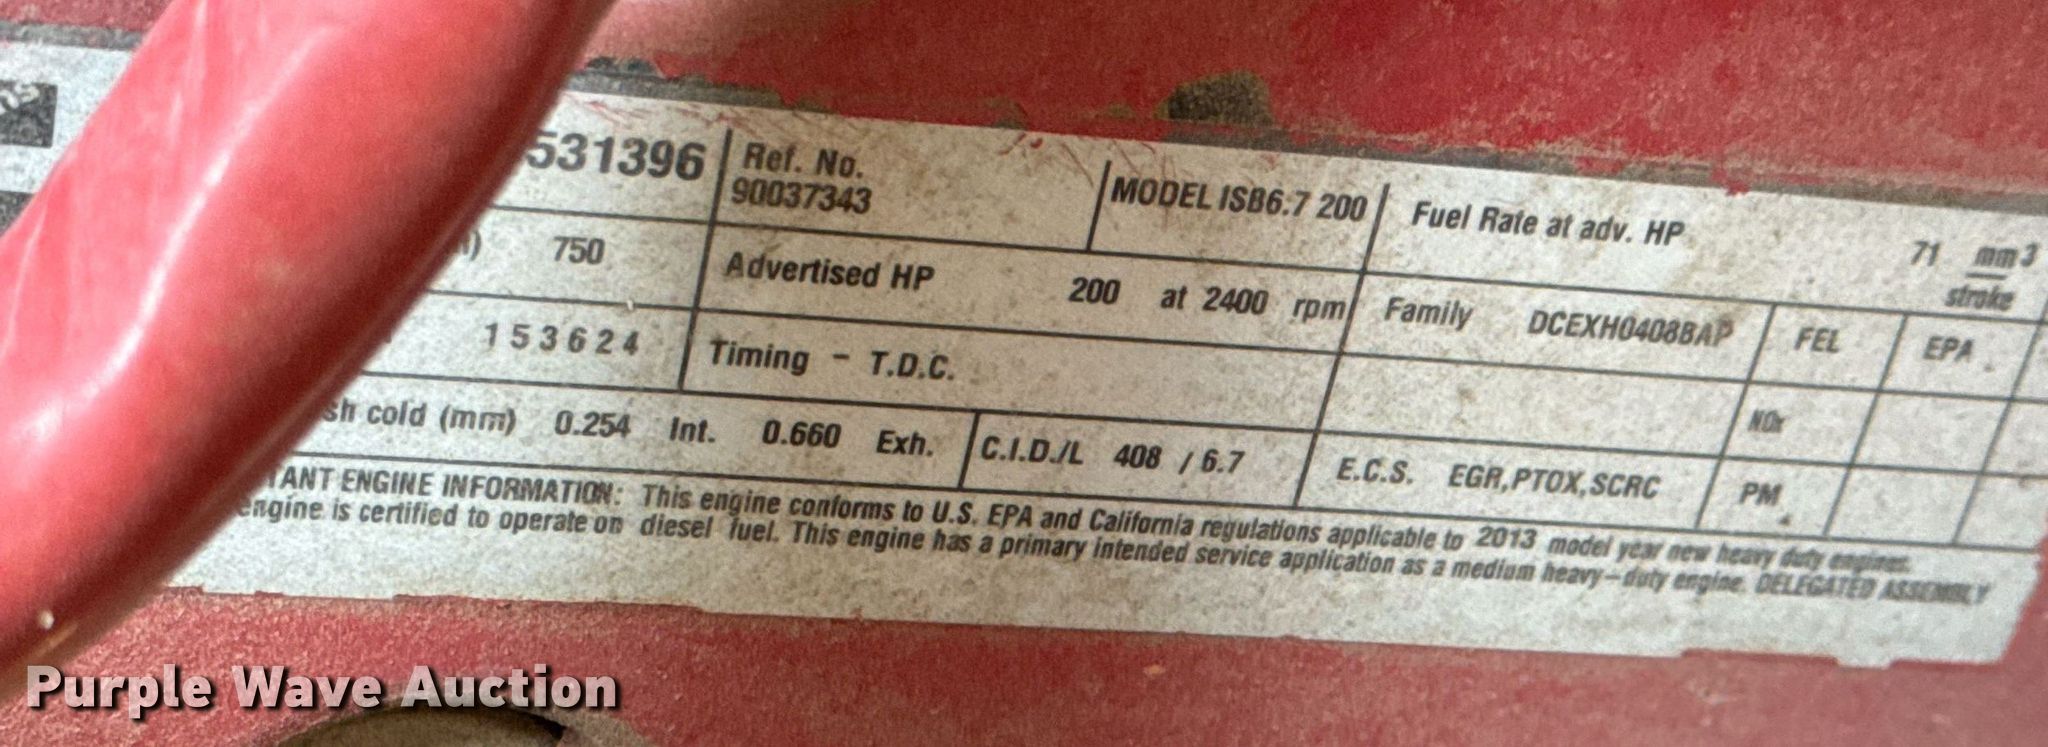 531396 Ref. No. 90037343 MODEL ISB6.7 200 Fuel Rate at adv. HP 71 mm3 stroke
750 Advertised HP 200 at 2400 rpm Family DCEXH0408BAP FEL EPA
153624 Timing - T.D.C. NOx
cold (mm) 0.254 Int. 0.660 Exh. C.I.D./L 408 / 6.7 E.C.S. EGR,PTOX,SCRC PM
ENGINE INFORMATION: This engine conforms to U.S. EPA and California regulations applicable to 2013 model year new heavy duty engines.
engine is certified to operate on diesel fuel. This engine has a primary intended service application as a medium heavy-duty engine. DELEGATED ASSEMBLY
Purple Wave Auction